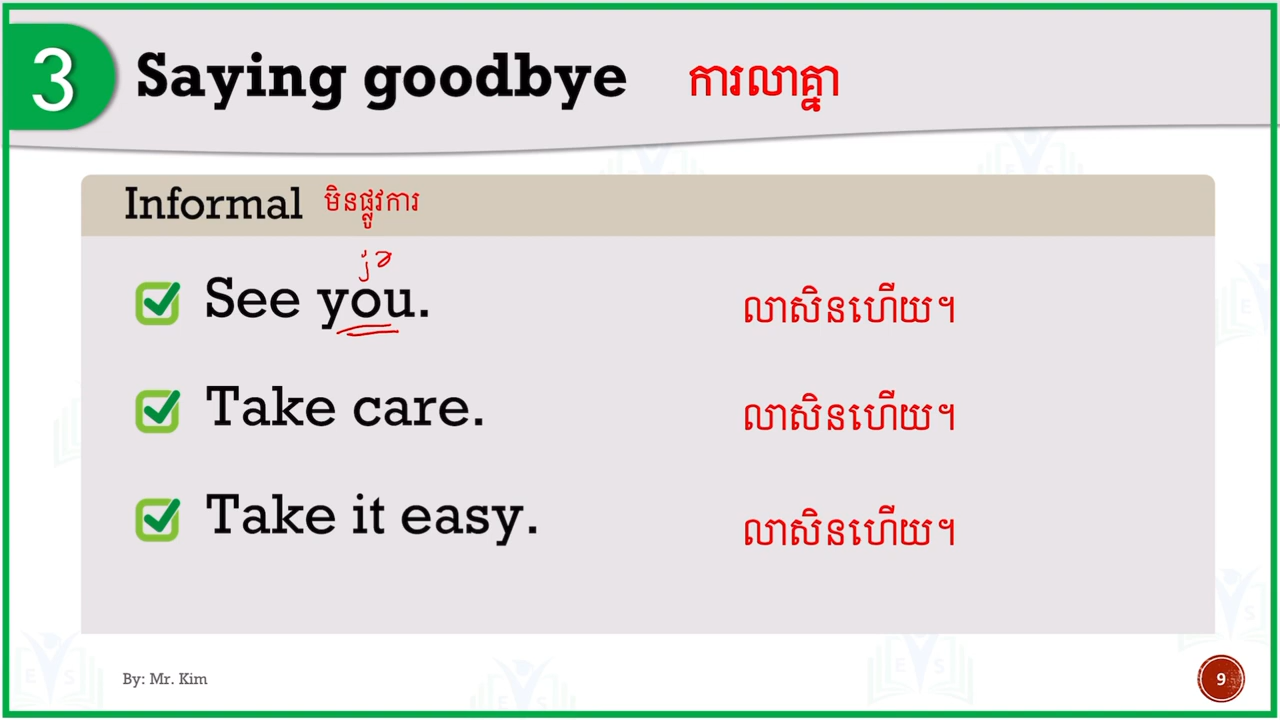 3 Saying goodbye ការលាគ្នា
Informal មិនផ្លូវការ
jə
See you. លាសិនហើយ។
Take care. លាសិនហើយ។
Take it easy. លាសិនហើយ។
By: Mr. Kim 9